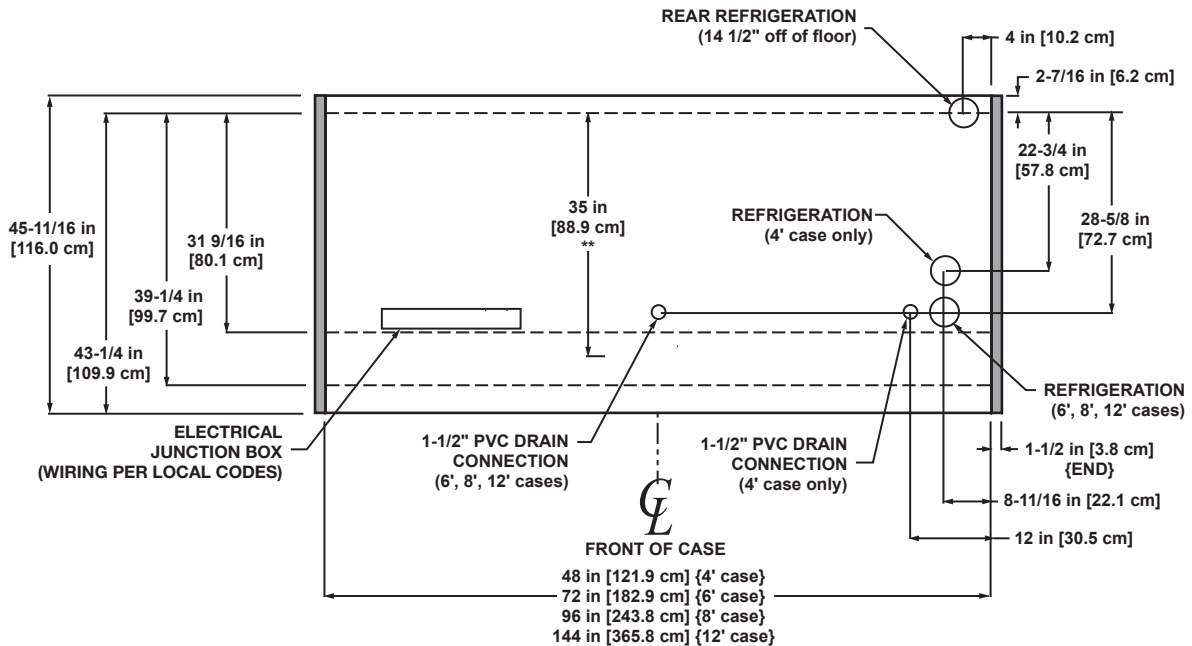 REAR REFRIGERATION
(14 1/2" off of floor)
4 in [10.2 cm]
2-7/16 in [6.2 cm]
22-3/4 in
[57.8 cm]
28-5/8 in
[72.7 cm]
45-11/16 in
[116.0 cm]
31 9/16 in
[80.1 cm]
39-1/4 in
[99.7 cm]
43-1/4 in
[109.9 cm]
35 in
[88.9 cm]
**
REFRIGERATION
(4' case only)
REFRIGERATION
(6', 8', 12' cases)
ELECTRICAL
JUNCTION BOX
(WIRING PER LOCAL CODES)
1-1/2" PVC DRAIN
CONNECTION
(6', 8', 12' cases)
1-1/2" PVC DRAIN
CONNECTION
(4' case only)
1-1/2 in [3.8 cm]
{END}
8-11/16 in [22.1 cm]
12 in [30.5 cm]
CL
FRONT OF CASE
48 in [121.9 cm] {4' case}
72 in [182.9 cm] {6' case}
96 in [243.8 cm] {8' case}
144 in [365.8 cm] {12' case}